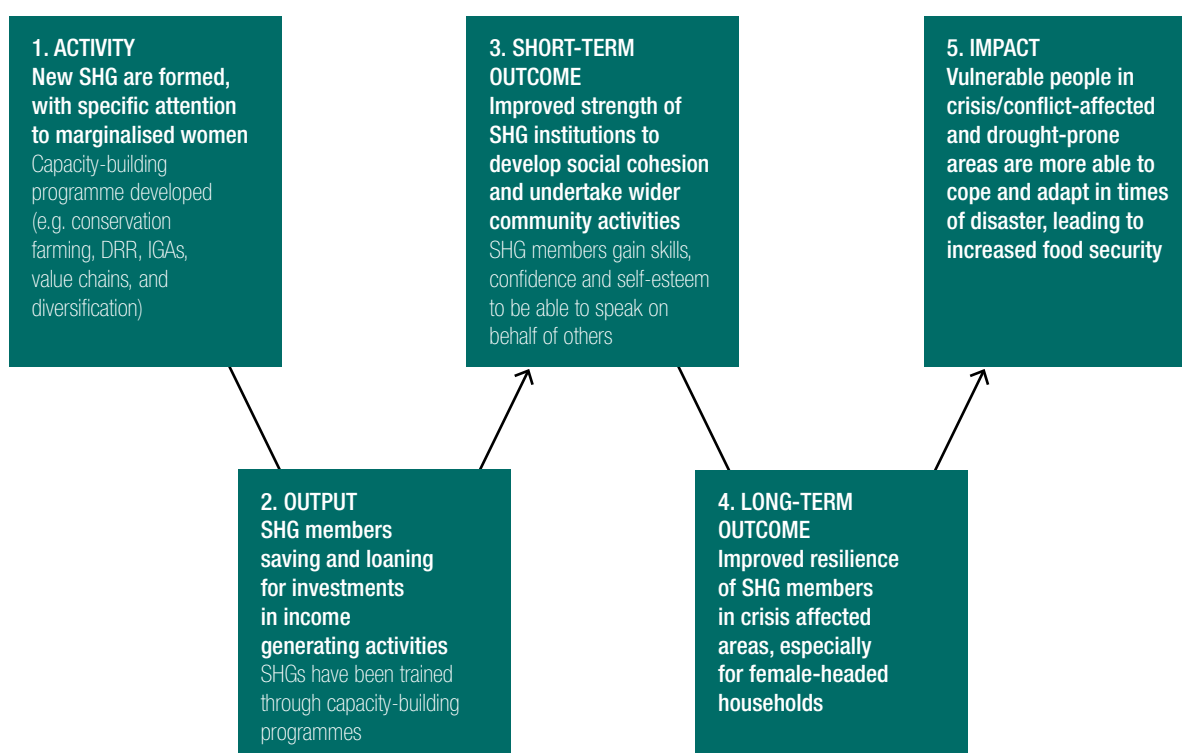 1. ACTIVITY
New SHG are formed,
with specific attention
to marginalised women
Capacity-building
programme developed
(e.g. conservation
farming, DRR, IGAs,
value chains, and
diversification)
2. OUTPUT
SHG members
saving and loaning
for investments
in income
generating activities
SHGs have been trained
through capacity-building
programmes
3. SHORT-TERM
OUTCOME
Improved strength of
SHG institutions to
develop social cohesion
and undertake wider
community activities
SHG members gain skills,
confidence and self-esteem
to be able to speak on
behalf of others
4. LONG-TERM
OUTCOME
Improved resilience
of SHG members
in crisis affected
areas, especially
for female-headed
households
5. IMPACT
Vulnerable people in
crisis/conflict-affected
and drought-prone
areas are more able to
cope and adapt in times
of disaster, leading to
increased food security